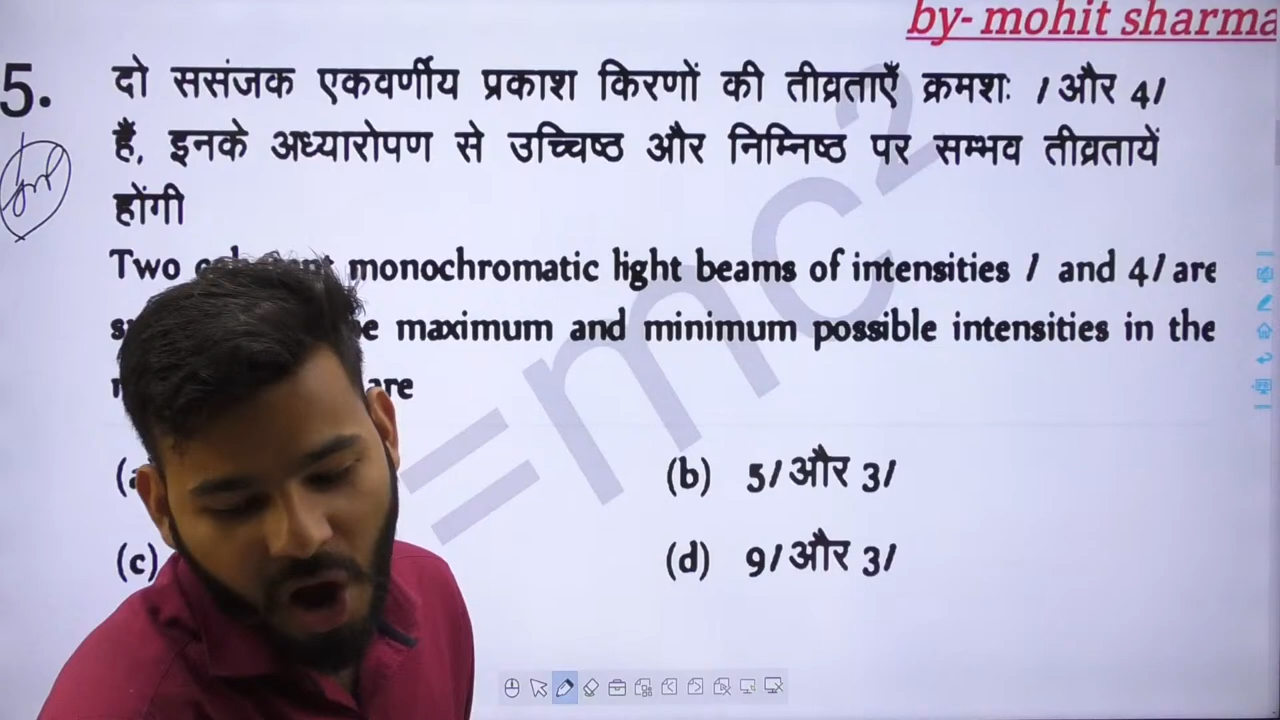 by- mohit sharma
5. दो ससंजक एकवर्णीय प्रकाश किरणों की तीव्रताएँ क्रमशः I और 4I
हैं, इनके अध्यारोपण से उच्चिष्ठ और निम्निष्ठ पर सम्भव तीव्रतायें
होंगी
Two monochromatic light beams of intensities I and 4I are
maximum and minimum possible intensities in the
are
(b) 5I और 3I
(c)
(d) 9I और 3I
=mc²